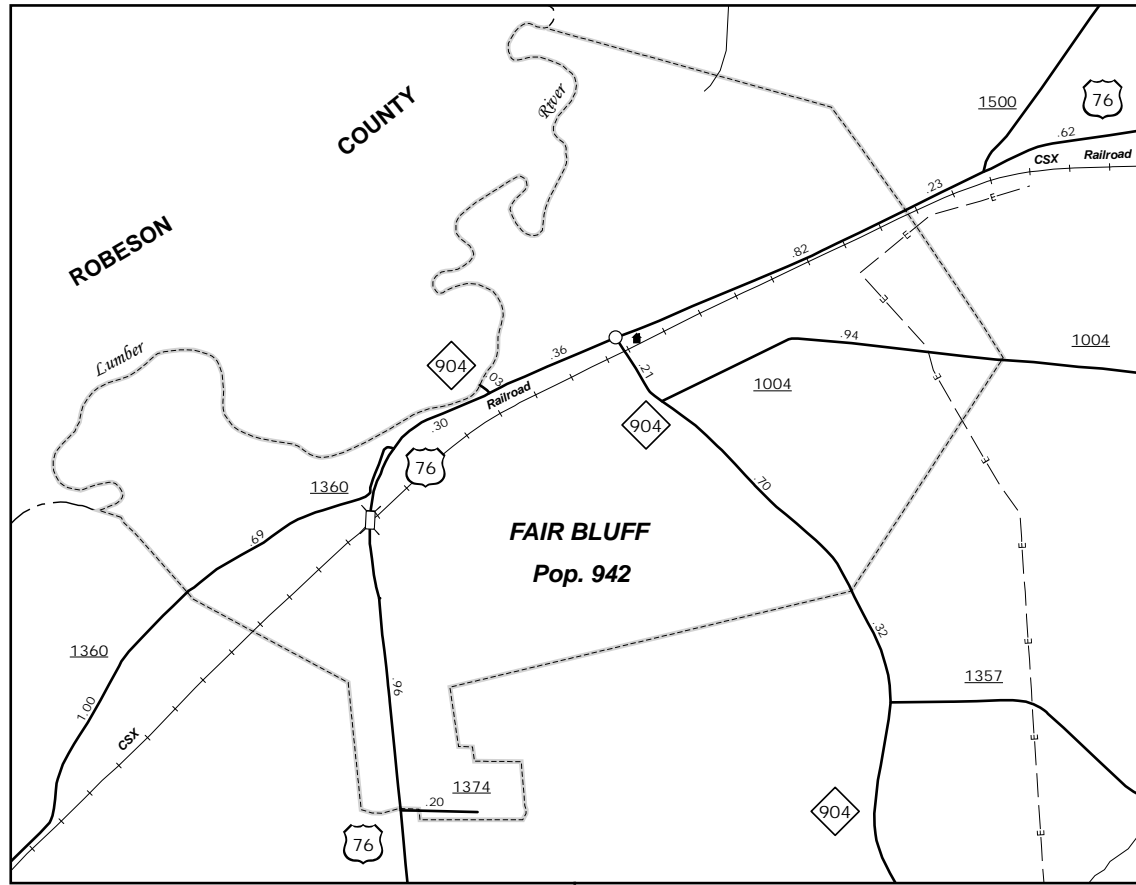 COUNTY
River
1500
76
.62
CSX Railroad
.23
ROBESON
.82
Lumber
904
.03
.36
Railroad
.21
.94
1004
1004
904
.30
76
1360
.70
.69
FAIR BLUFF
Pop. 942
.32
1360
1357
.96
1.00
CSX
1374
.20
904
76
E
E
E
E
E
E
E
E
E
E